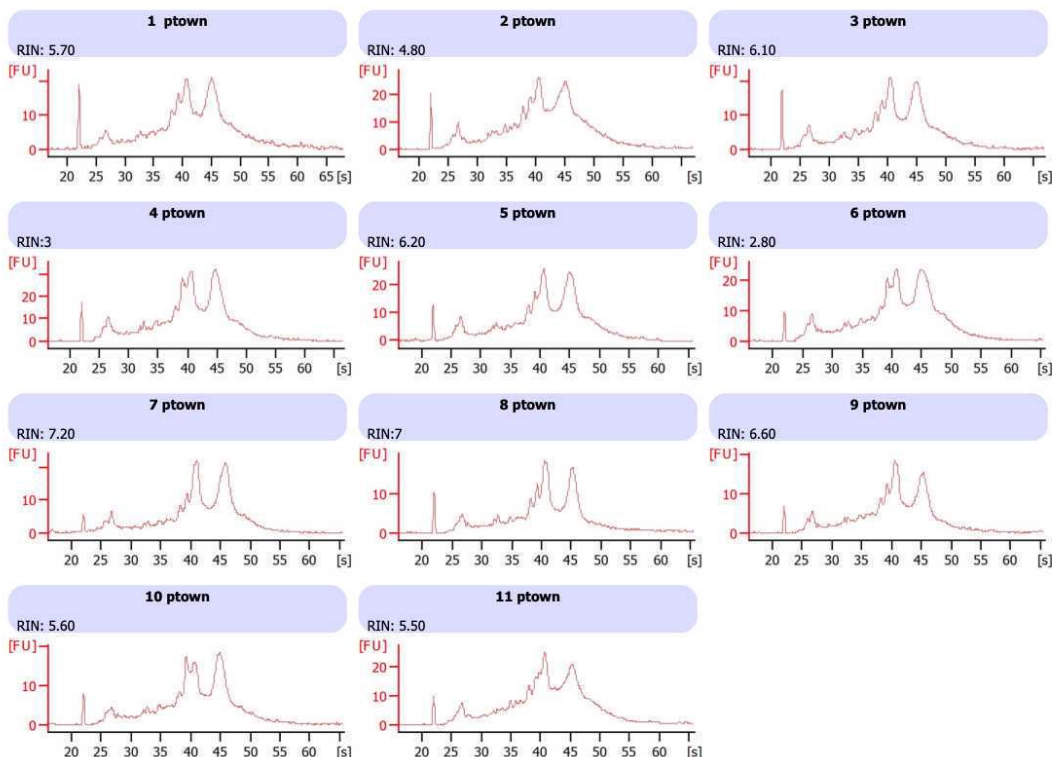 1 ptown
RIN: 5.70
[FU]
10
0
20 25 30 35 40 45 50 55 60 65 [s]
2 ptown
RIN: 4.80
[FU]
20
10
0
20 25 30 35 40 45 50 55 60 [s]
3 ptown
RIN: 6.10
[FU]
10
0
20 25 30 35 40 45 50 55 60 [s]
4 ptown
RIN:3
[FU]
20
10
0
20 25 30 35 40 45 50 55 60 [s]
5 ptown
RIN: 6.20
[FU]
20
10
0
20 25 30 35 40 45 50 55 60 [s]
6 ptown
RIN: 2.80
[FU]
20
10
0
20 25 30 35 40 45 50 55 60 [s]
7 ptown
RIN: 7.20
[FU]
10
0
20 25 30 35 40 45 50 55 60 [s]
8 ptown
RIN:7
[FU]
10
0
20 25 30 35 40 45 50 55 60 [s]
9 ptown
RIN: 6.60
[FU]
10
0
20 25 30 35 40 45 50 55 60 [s]
10 ptown
RIN: 5.60
[FU]
10
0
20 25 30 35 40 45 50 55 60 [s]
11 ptown
RIN: 5.50
[FU]
20
10
0
20 25 30 35 40 45 50 55 60 [s]